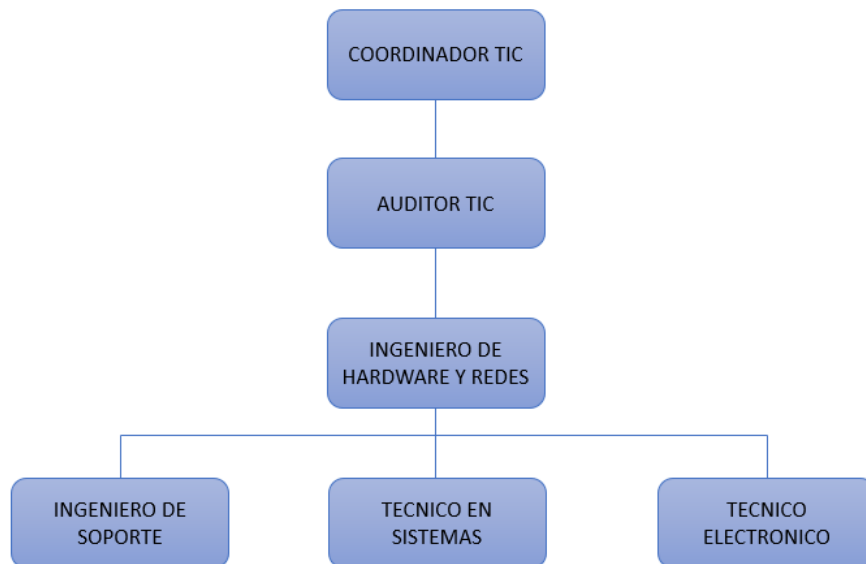 COORDINADOR TIC
AUDITOR TIC
INGENIERO DE
HARDWARE Y REDES
INGENIERO DE
SOPORTE
TECNICO EN
SISTEMAS
TECNICO
ELECTRONICO